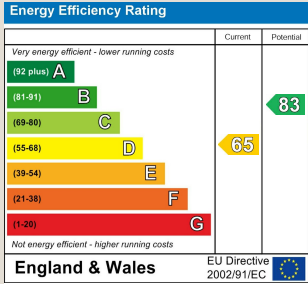 Energy Efficiency Rating
Current Potential
Very energy efficient - lower running costs
(92 plus) A
(81-91) B
(69-80) C
(55-68) D
(39-54) E
(21-38) F
(1-20) G
65
83
Not energy efficient - higher running costs
England & Wales
EU Directive
2002/91/EC